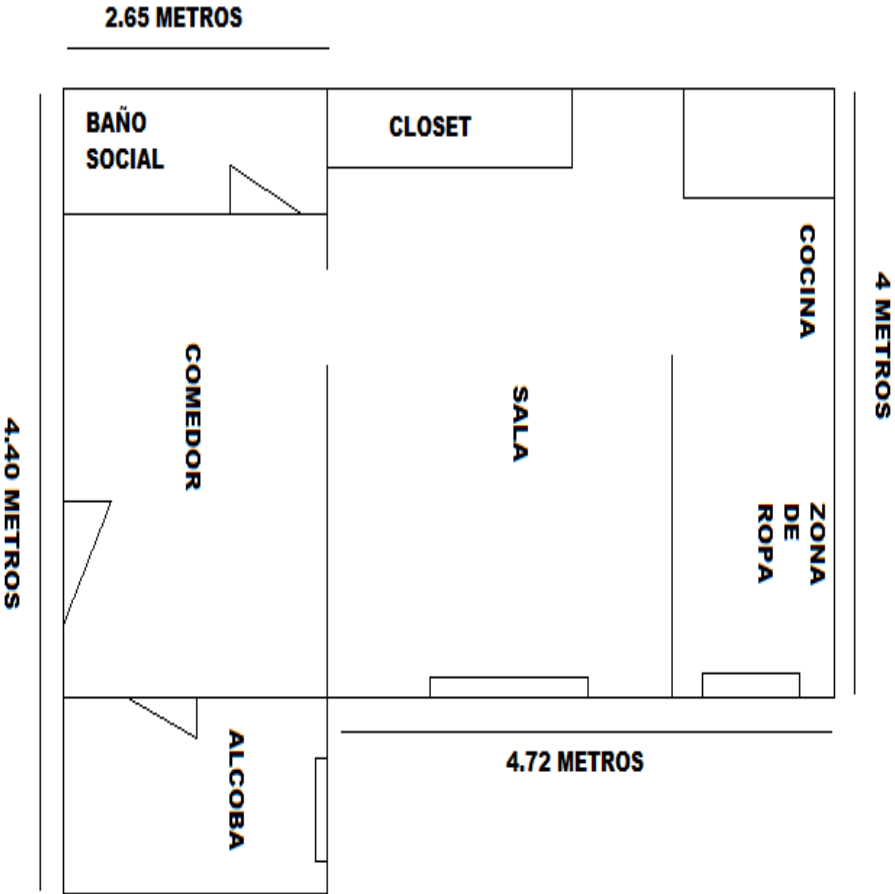 2.65 METROS
BAÑO
SOCIAL
CLOSET
COCINA
4 METROS
COMEDOR
SALA
4.40 METROS
ZONA
DE
ROPA
ALCOBA
4.72 METROS